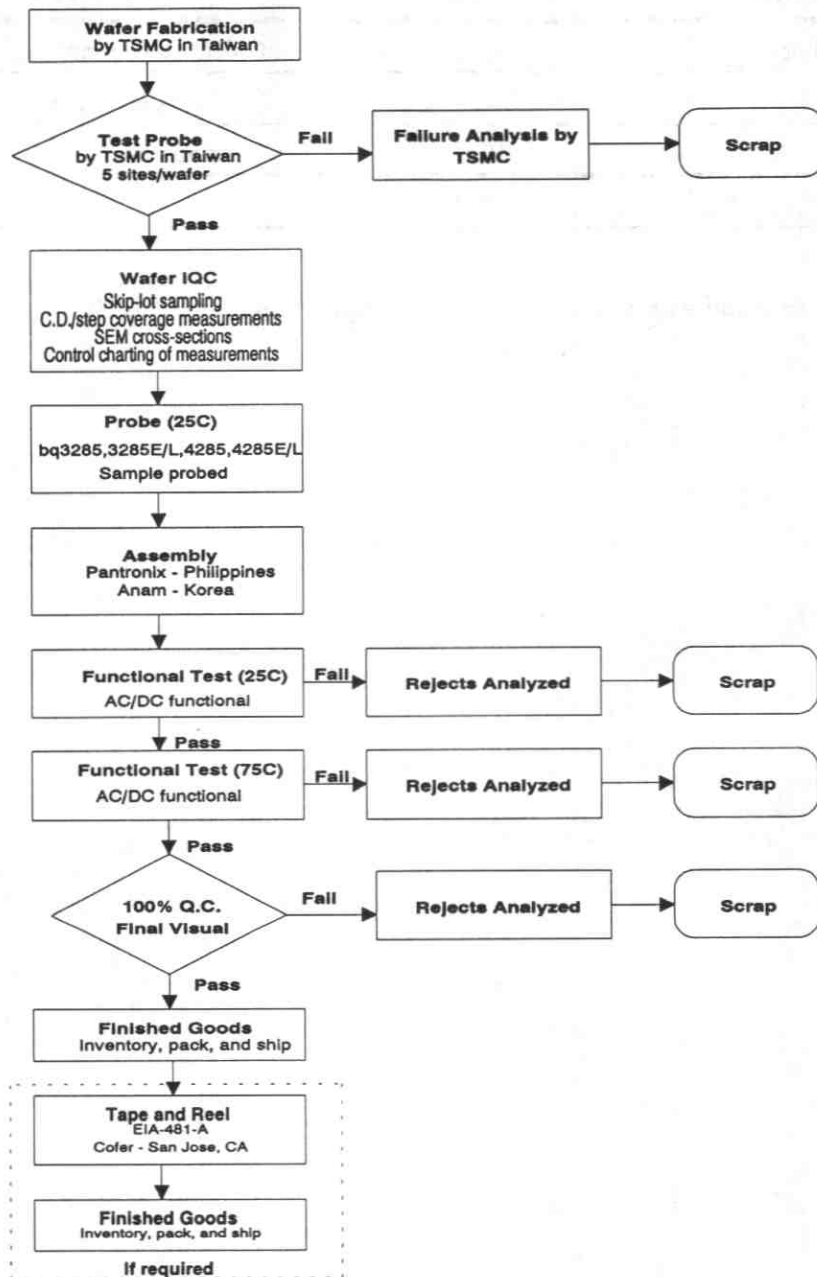 Wafer Fabrication
by TSMC in Taiwan
Test Probe
by TSMC in Taiwan
5 sites/wafer
Fail
Failure Analysis by
TSMC
Scrap
Pass
Wafer IQC
Skip-lot sampling
C.D./step coverage measurements
SEM cross-sections
Control charting of measurements
Probe (25C)
bq3285,3285E/L,4285,4285E/L
Sample probed
Assembly
Pantronix - Philippines
Anam - Korea
Functional Test (25C)
AC/DC functional
Fail
Rejects Analyzed
Scrap
Pass
Functional Test (75C)
AC/DC functional
Fail
Rejects Analyzed
Scrap
Pass
100% Q.C.
Final Visual
Fail
Rejects Analyzed
Scrap
Pass
Finished Goods
Inventory, pack, and ship
Tape and Reel
EIA-481-A
Cofer - San Jose, CA
Finished Goods
Inventory, pack, and ship
If required